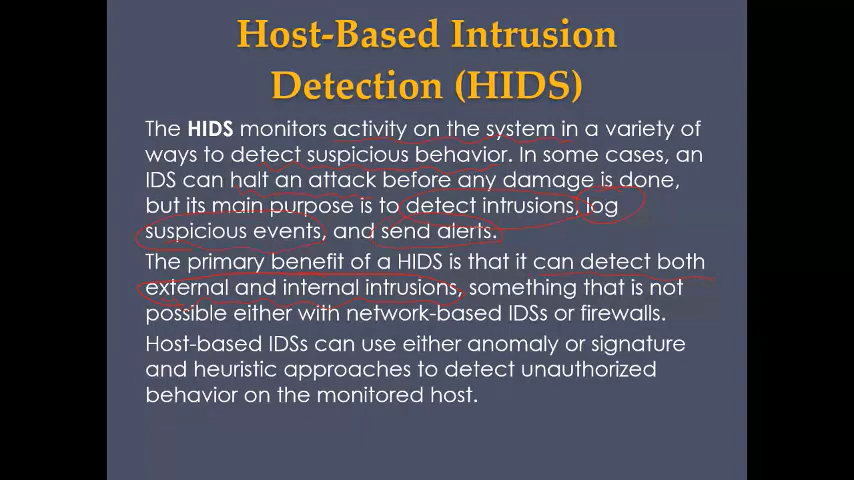 Host-Based Intrusion
Detection (HIDS)
The HIDS monitors activity on the system in a variety of
ways to detect suspicious behavior. In some cases, an
IDS can halt an attack before any damage is done,
but its main purpose is to detect intrusions, log
suspicious events, and send alerts.
The primary benefit of a HIDS is that it can detect both
external and internal intrusions, something that is not
possible either with network-based IDSs or firewalls.
Host-based IDSs can use either anomaly or signature
and heuristic approaches to detect unauthorized
behavior on the monitored host.